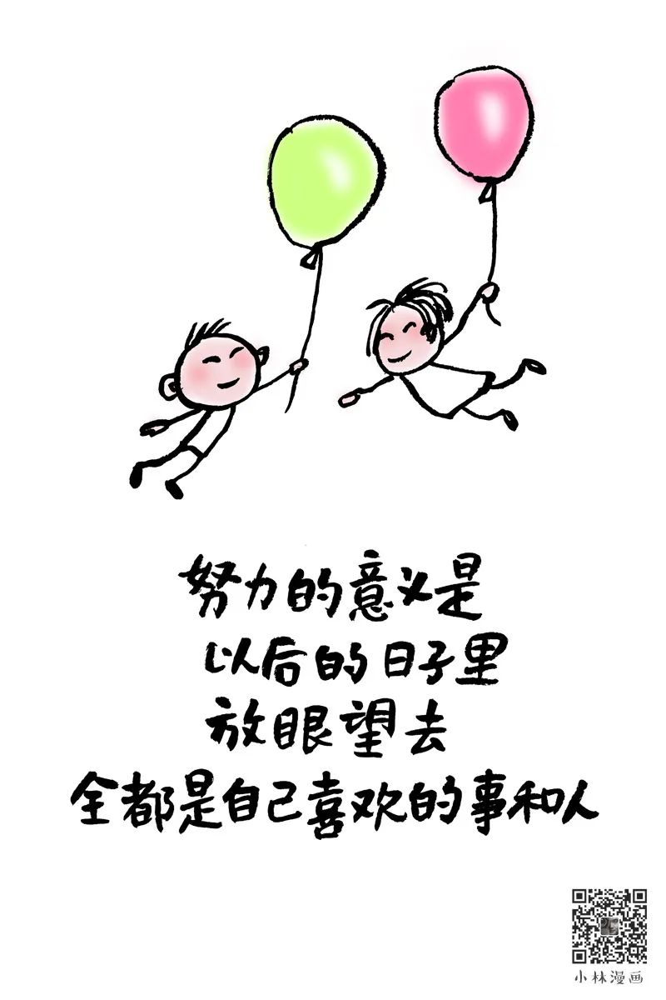 努力的意义是
以后的日子里
放眼望去
全都是自己喜欢的事和人
小林漫画